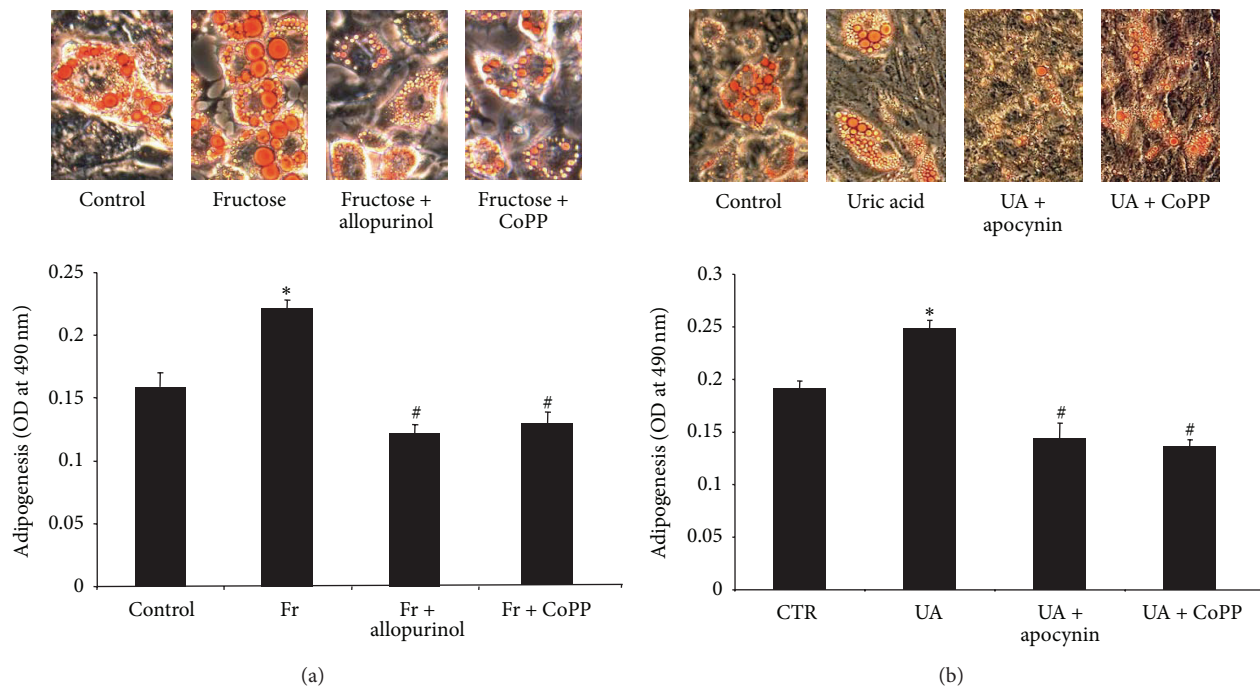 Control
Fructose
Fructose +
allopurinol
Fructose +
CoPP
Adipogenesis (OD at 490 nm)
0.25
0.2
0.15
0.1
0.05
0
*
#
#
Control
Fr
Fr +
allopurinol
Fr + CoPP
(a)
Control
Uric acid
UA +
apocynin
UA + CoPP
Adipogenesis (OD at 490 nm)
0.3
0.25
0.2
0.15
0.1
0.05
0
*
#
#
CTR
UA
UA +
apocynin
UA + CoPP
(b)